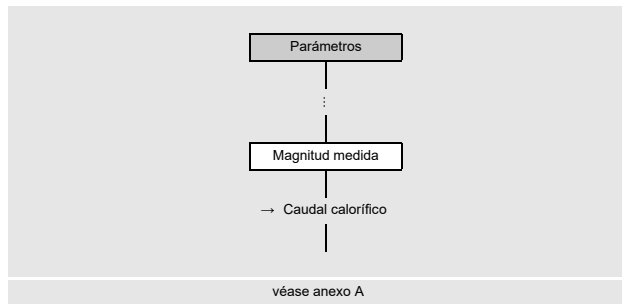 Parámetros
⋮
Magnitud medida
→ Caudal calorífico
véase anexo A